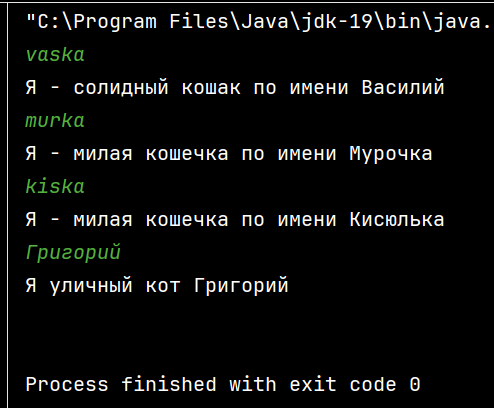 "C:\Program Files\Java\jdk-19\bin\java.
vaska
Я - солидный кошак по имени Василий
murka
Я - милая кошечка по имени Мурочка
kiska
Я - милая кошечка по имени Кисюлька
Григорий
Я уличный кот Григорий
Process finished with exit code 0